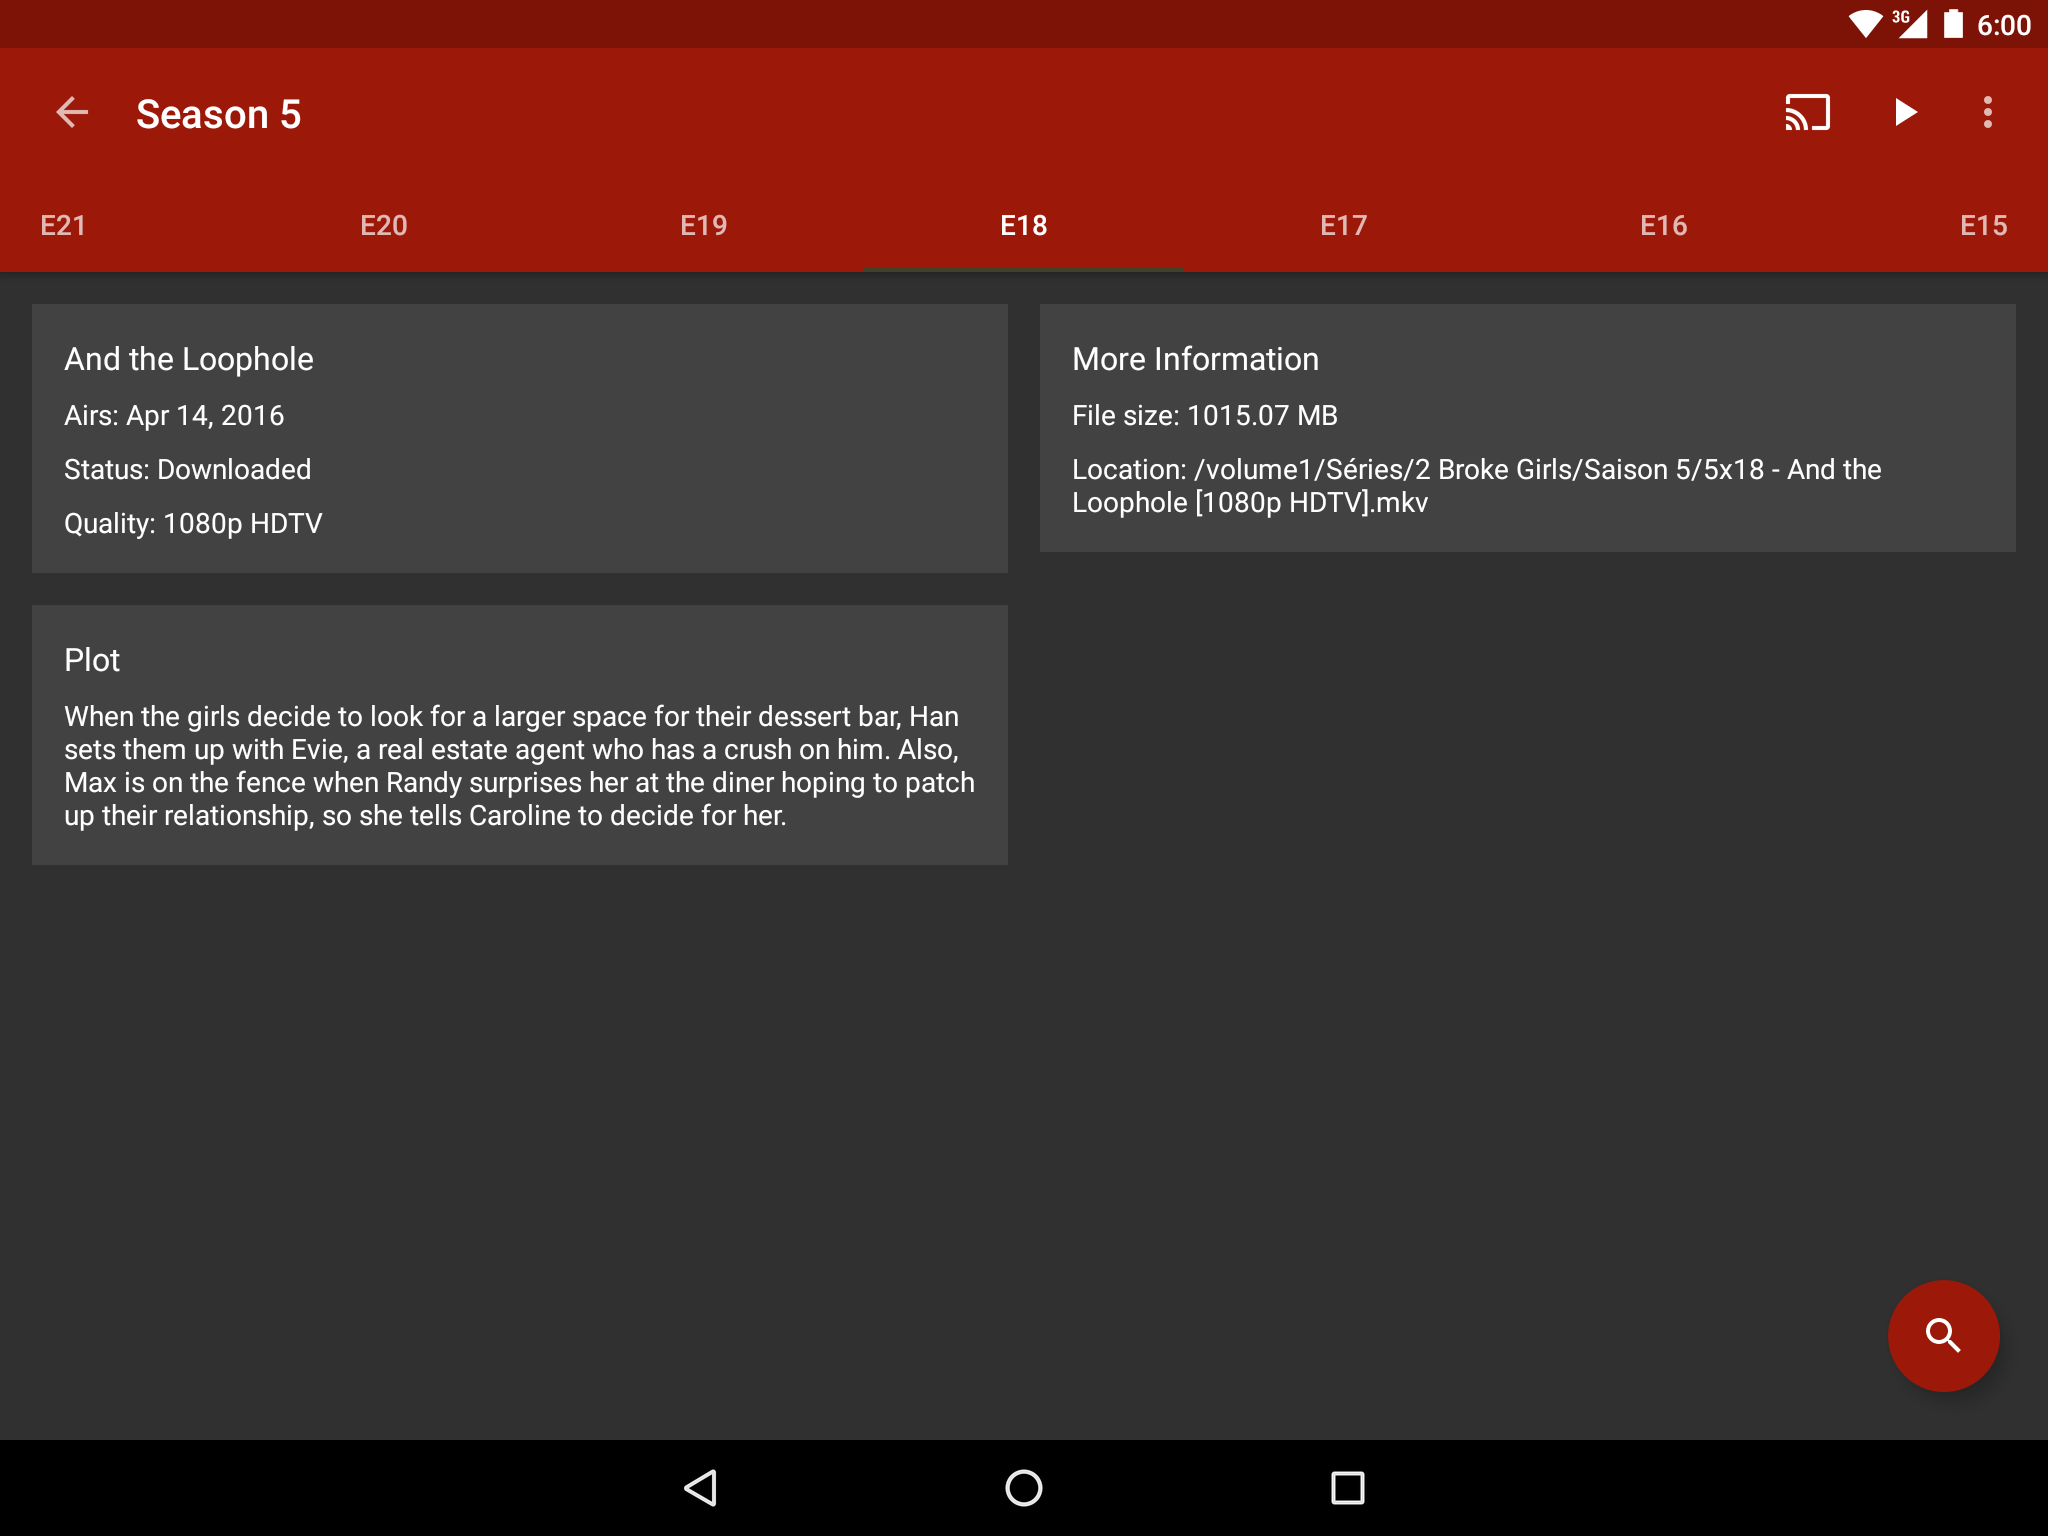 3G 6:00
Season 5
E21 E20 E19 E18 E17 E16 E15
And the Loophole
Airs: Apr 14, 2016
Status: Downloaded
Quality: 1080p HDTV
More Information
File size: 1015.07 MB
Location: /volume1/Séries/2 Broke Girls/Saison 5/5x18 - And the
Loophole [1080p HDTV].mkv
Plot
When the girls decide to look for a larger space for their dessert bar, Han
sets them up with Evie, a real estate agent who has a crush on him. Also,
Max is on the fence when Randy surprises her at the diner hoping to patch
up their relationship, so she tells Caroline to decide for her.